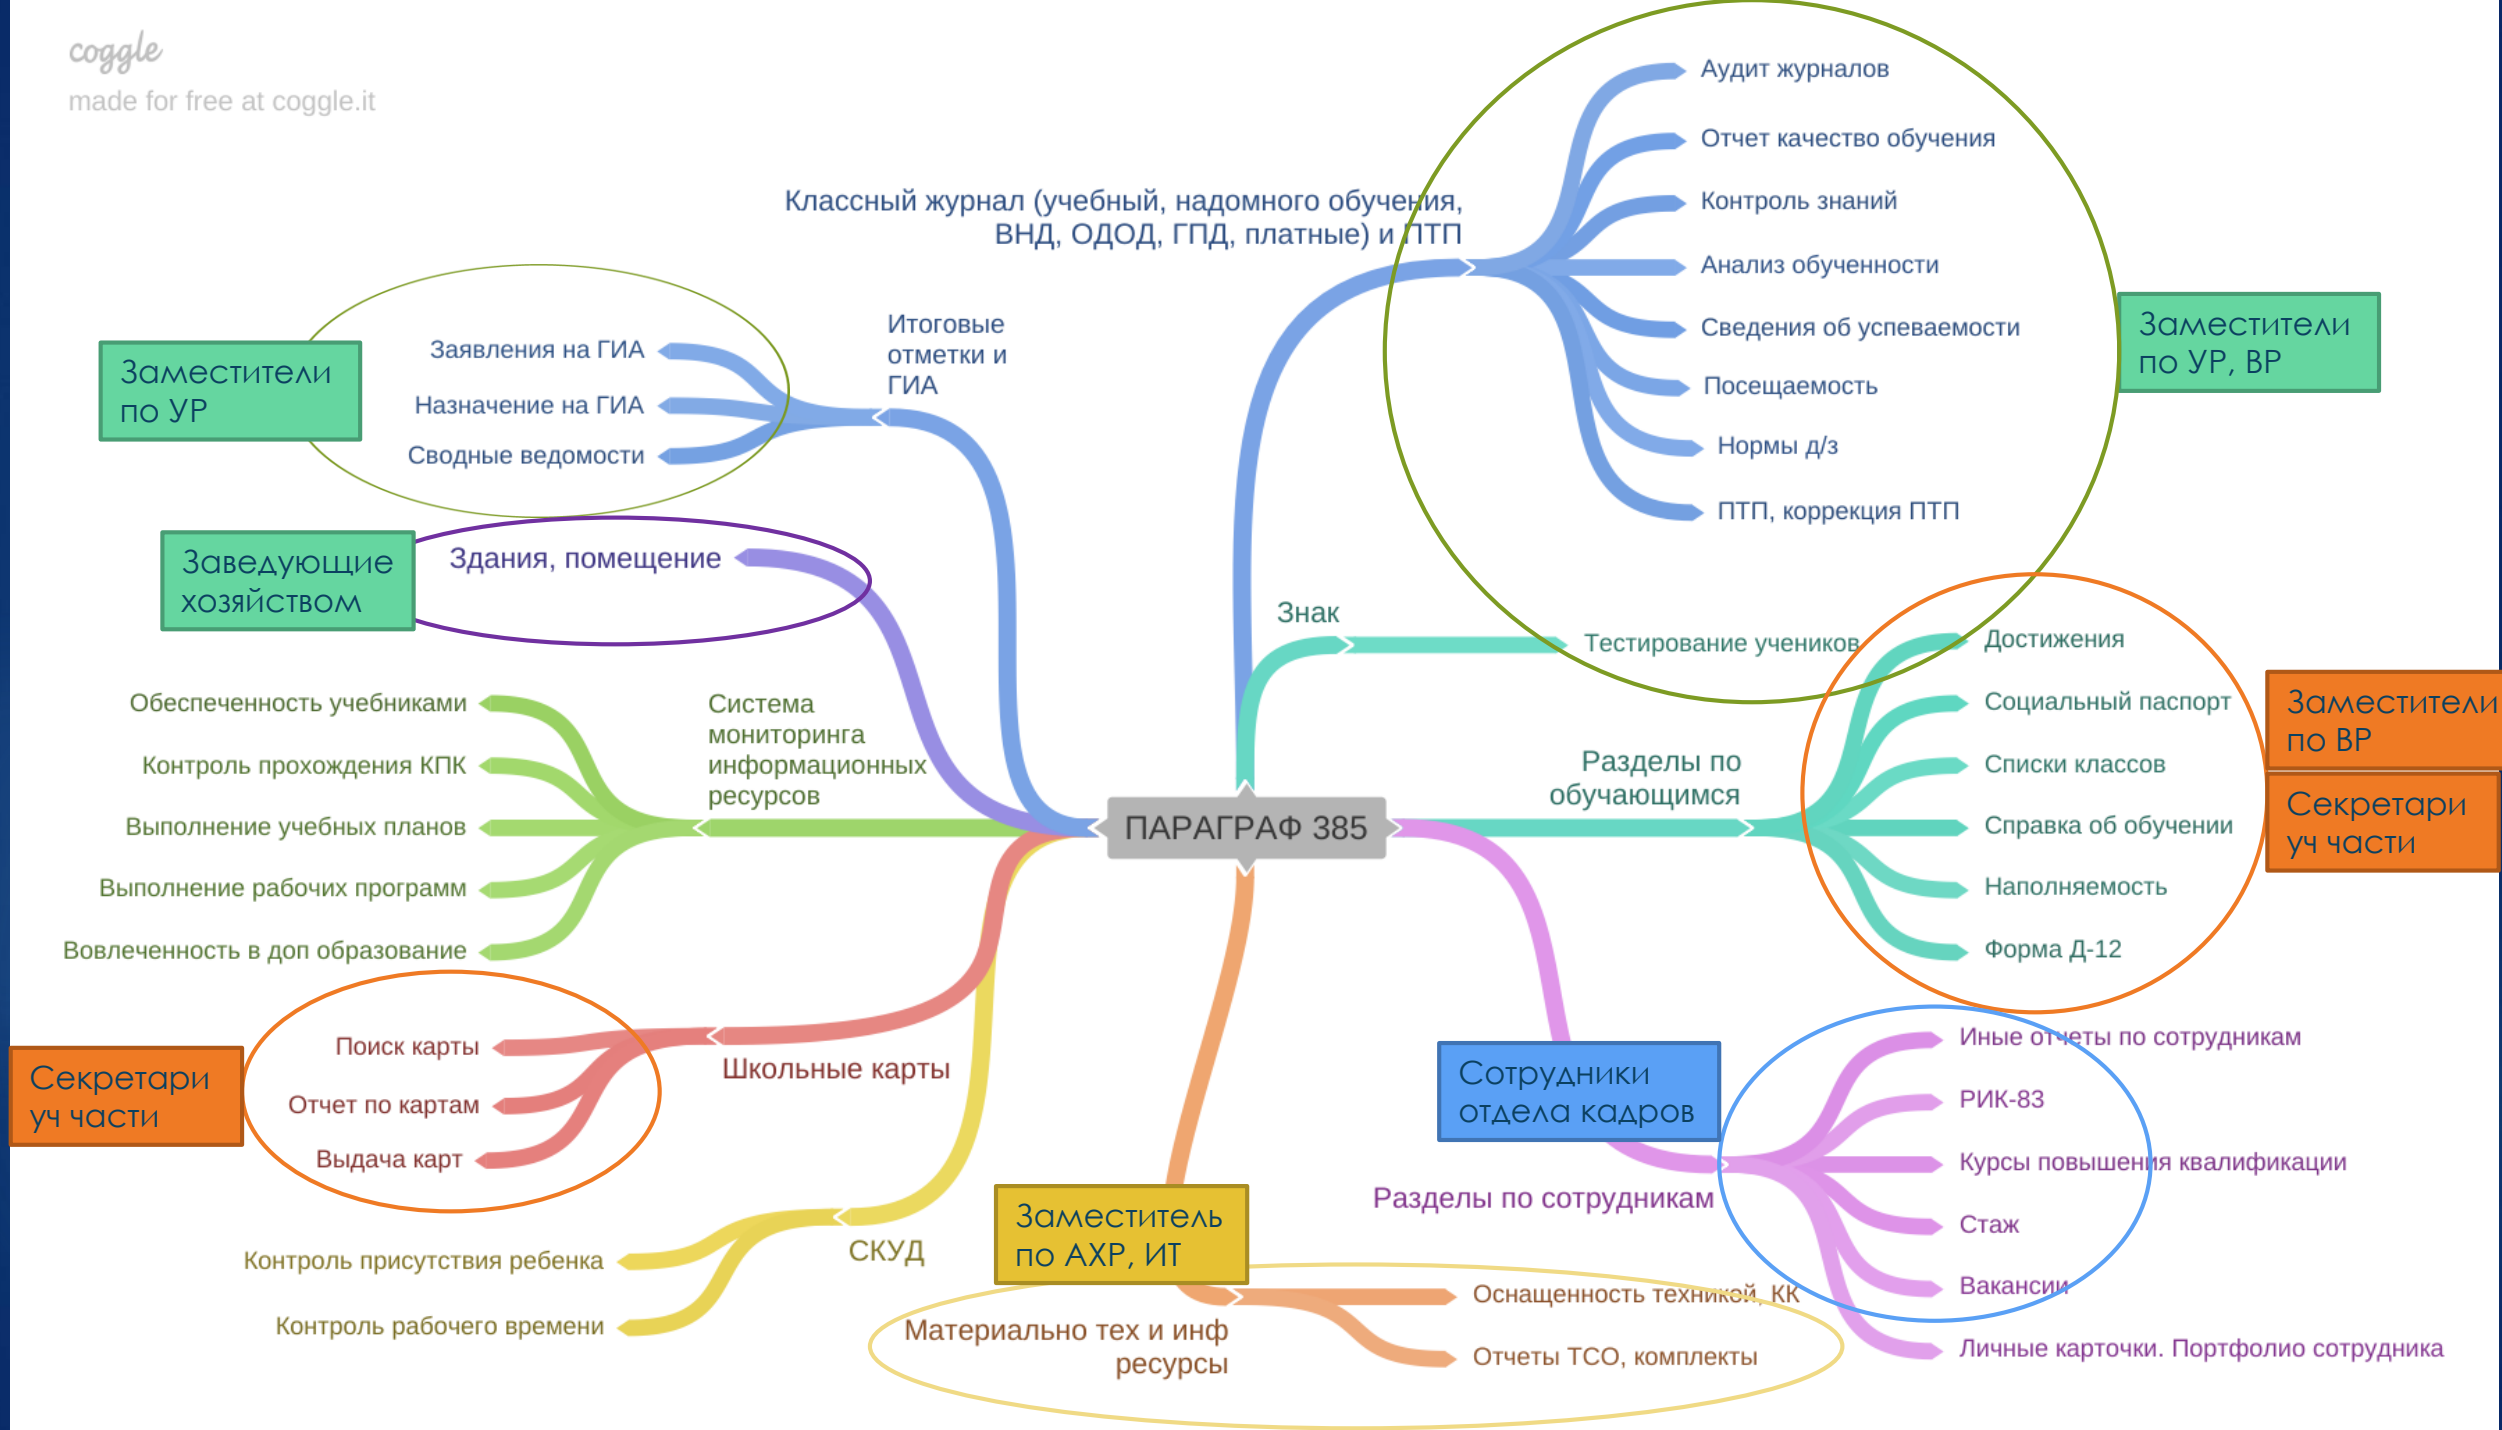 coggle
made for free at coggle.it
Аудит журналов
Отчет качество обучения
Контроль знаний
Анализ обученности
Сведения об успеваемости
Посещаемость
Нормы д/з
ПТП, коррекция ПТП
Классный журнал (учебный, надомного обучения,
ВНД, ОДОД, ГПД, платные) и ПТП
Заместители
по УР, ВР
Итоговые
отметки и
ГИА
Заявления на ГИА
Назначение на ГИА
Сводные ведомости
Заместители
по УР
Заведующие
хозяйством
Здания, помещение
Знак
Тестирование учеников
Система
мониторинга
информационных
ресурсов
Обеспеченность учебниками
Контроль прохождения КПК
Выполнение учебных планов
Выполнение рабочих программ
Вовлеченность в доп образование
ПАРАГРАФ 385
Разделы по
обучающимся
Достижения
Социальный паспорт
Списки классов
Справка об обучении
Наполняемость
Форма Д-12
Заместители
по ВР
Секретари
уч части
Секретари
уч части
Поиск карты
Отчет по картам
Выдача карт
Школьные карты
СКУД
Контроль присутствия ребенка
Контроль рабочего времени
Заместитель
по АХР, ИТ
Материально тех и инф
ресурсы
Оснащенность техникой, КК
Отчеты ТСО, комплекты
Сотрудники
отдела кадров
Разделы по сотрудникам
Иные отчеты по сотрудникам
РИК-83
Курсы повышения квалификации
Стаж
Вакансии
Личные карточки. Портфолио сотрудника